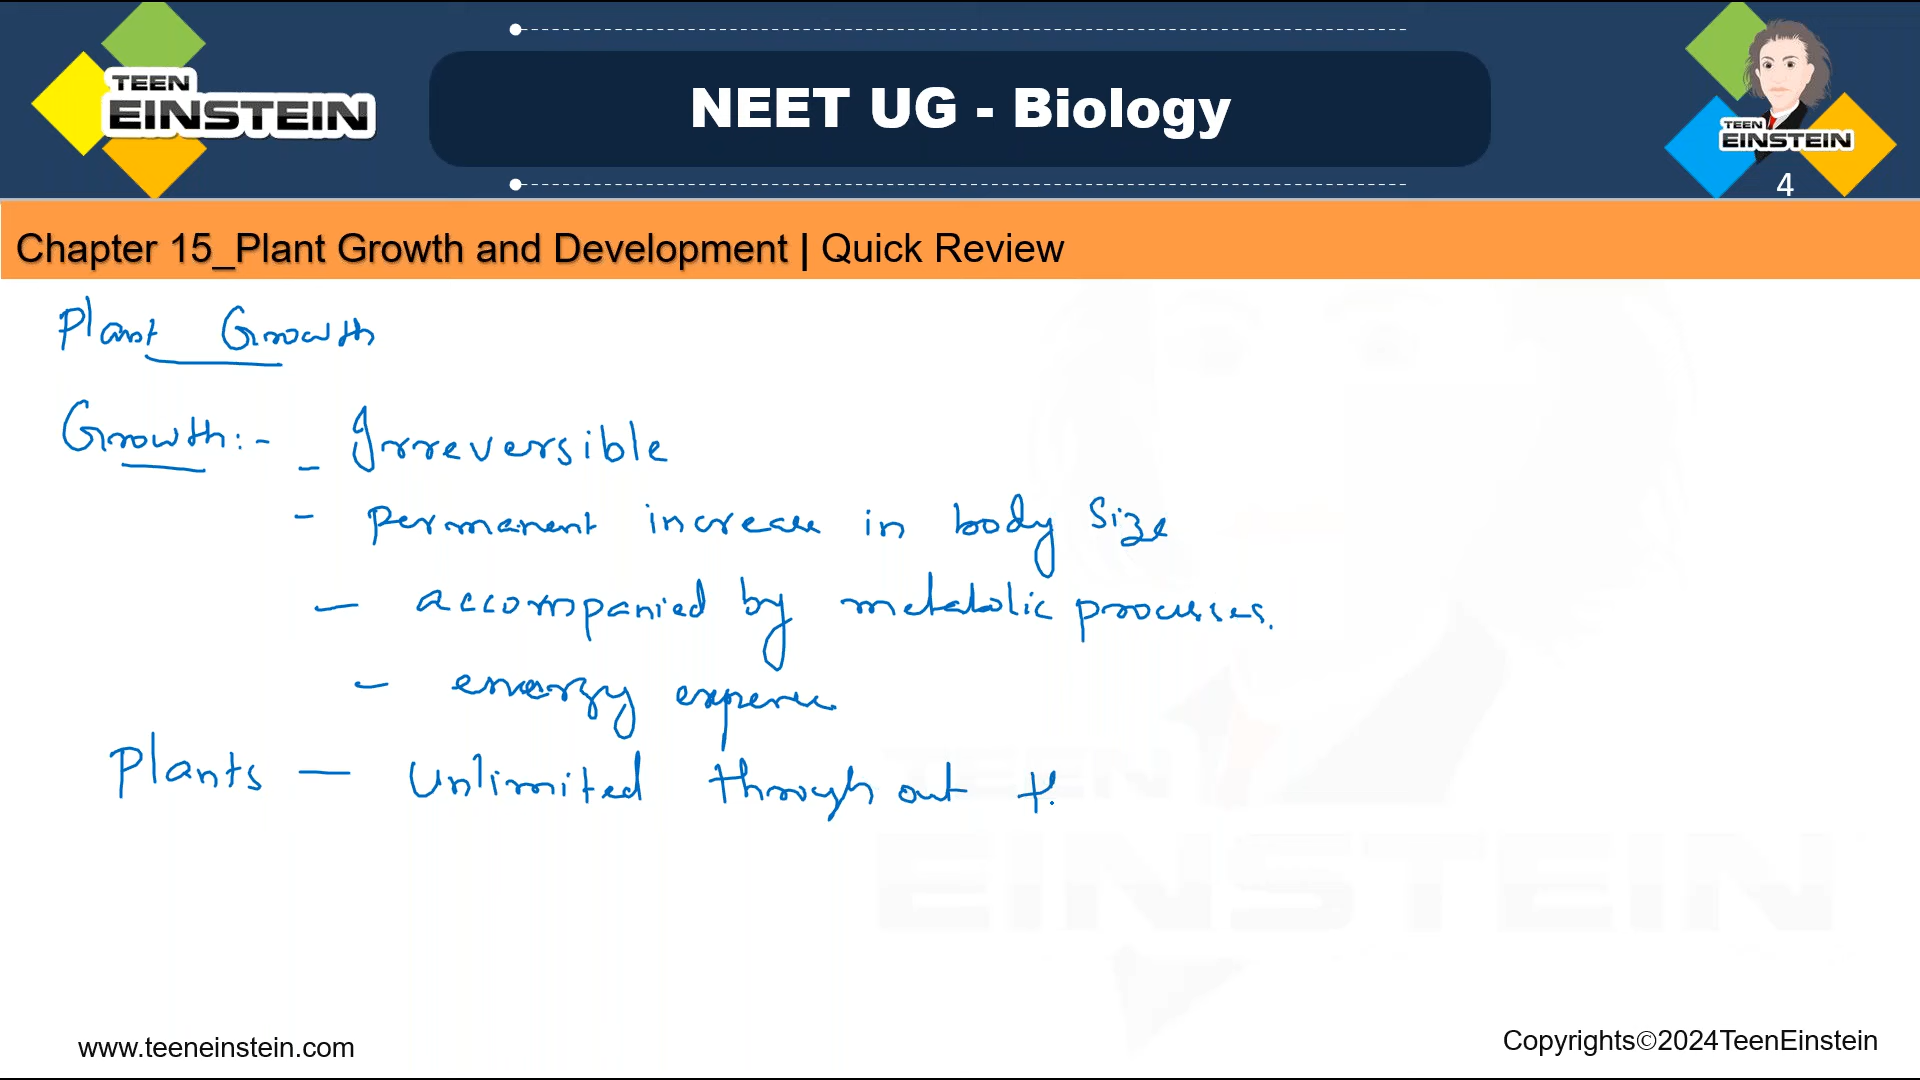 TEEN
EINSTEIN
NEET UG - Biology
TEEN
EINSTEIN
4
Chapter 15_Plant Growth and Development | Quick Review
Plant Growth
Growth:- - Irreversible
- permanent increase in body size
- accompanied by metabolic processes.
- energy expense
Plants - Unlimited through out
TEEN
EINSTEIN
www.teeneinstein.com
Copyrights©2024TeenEinstein